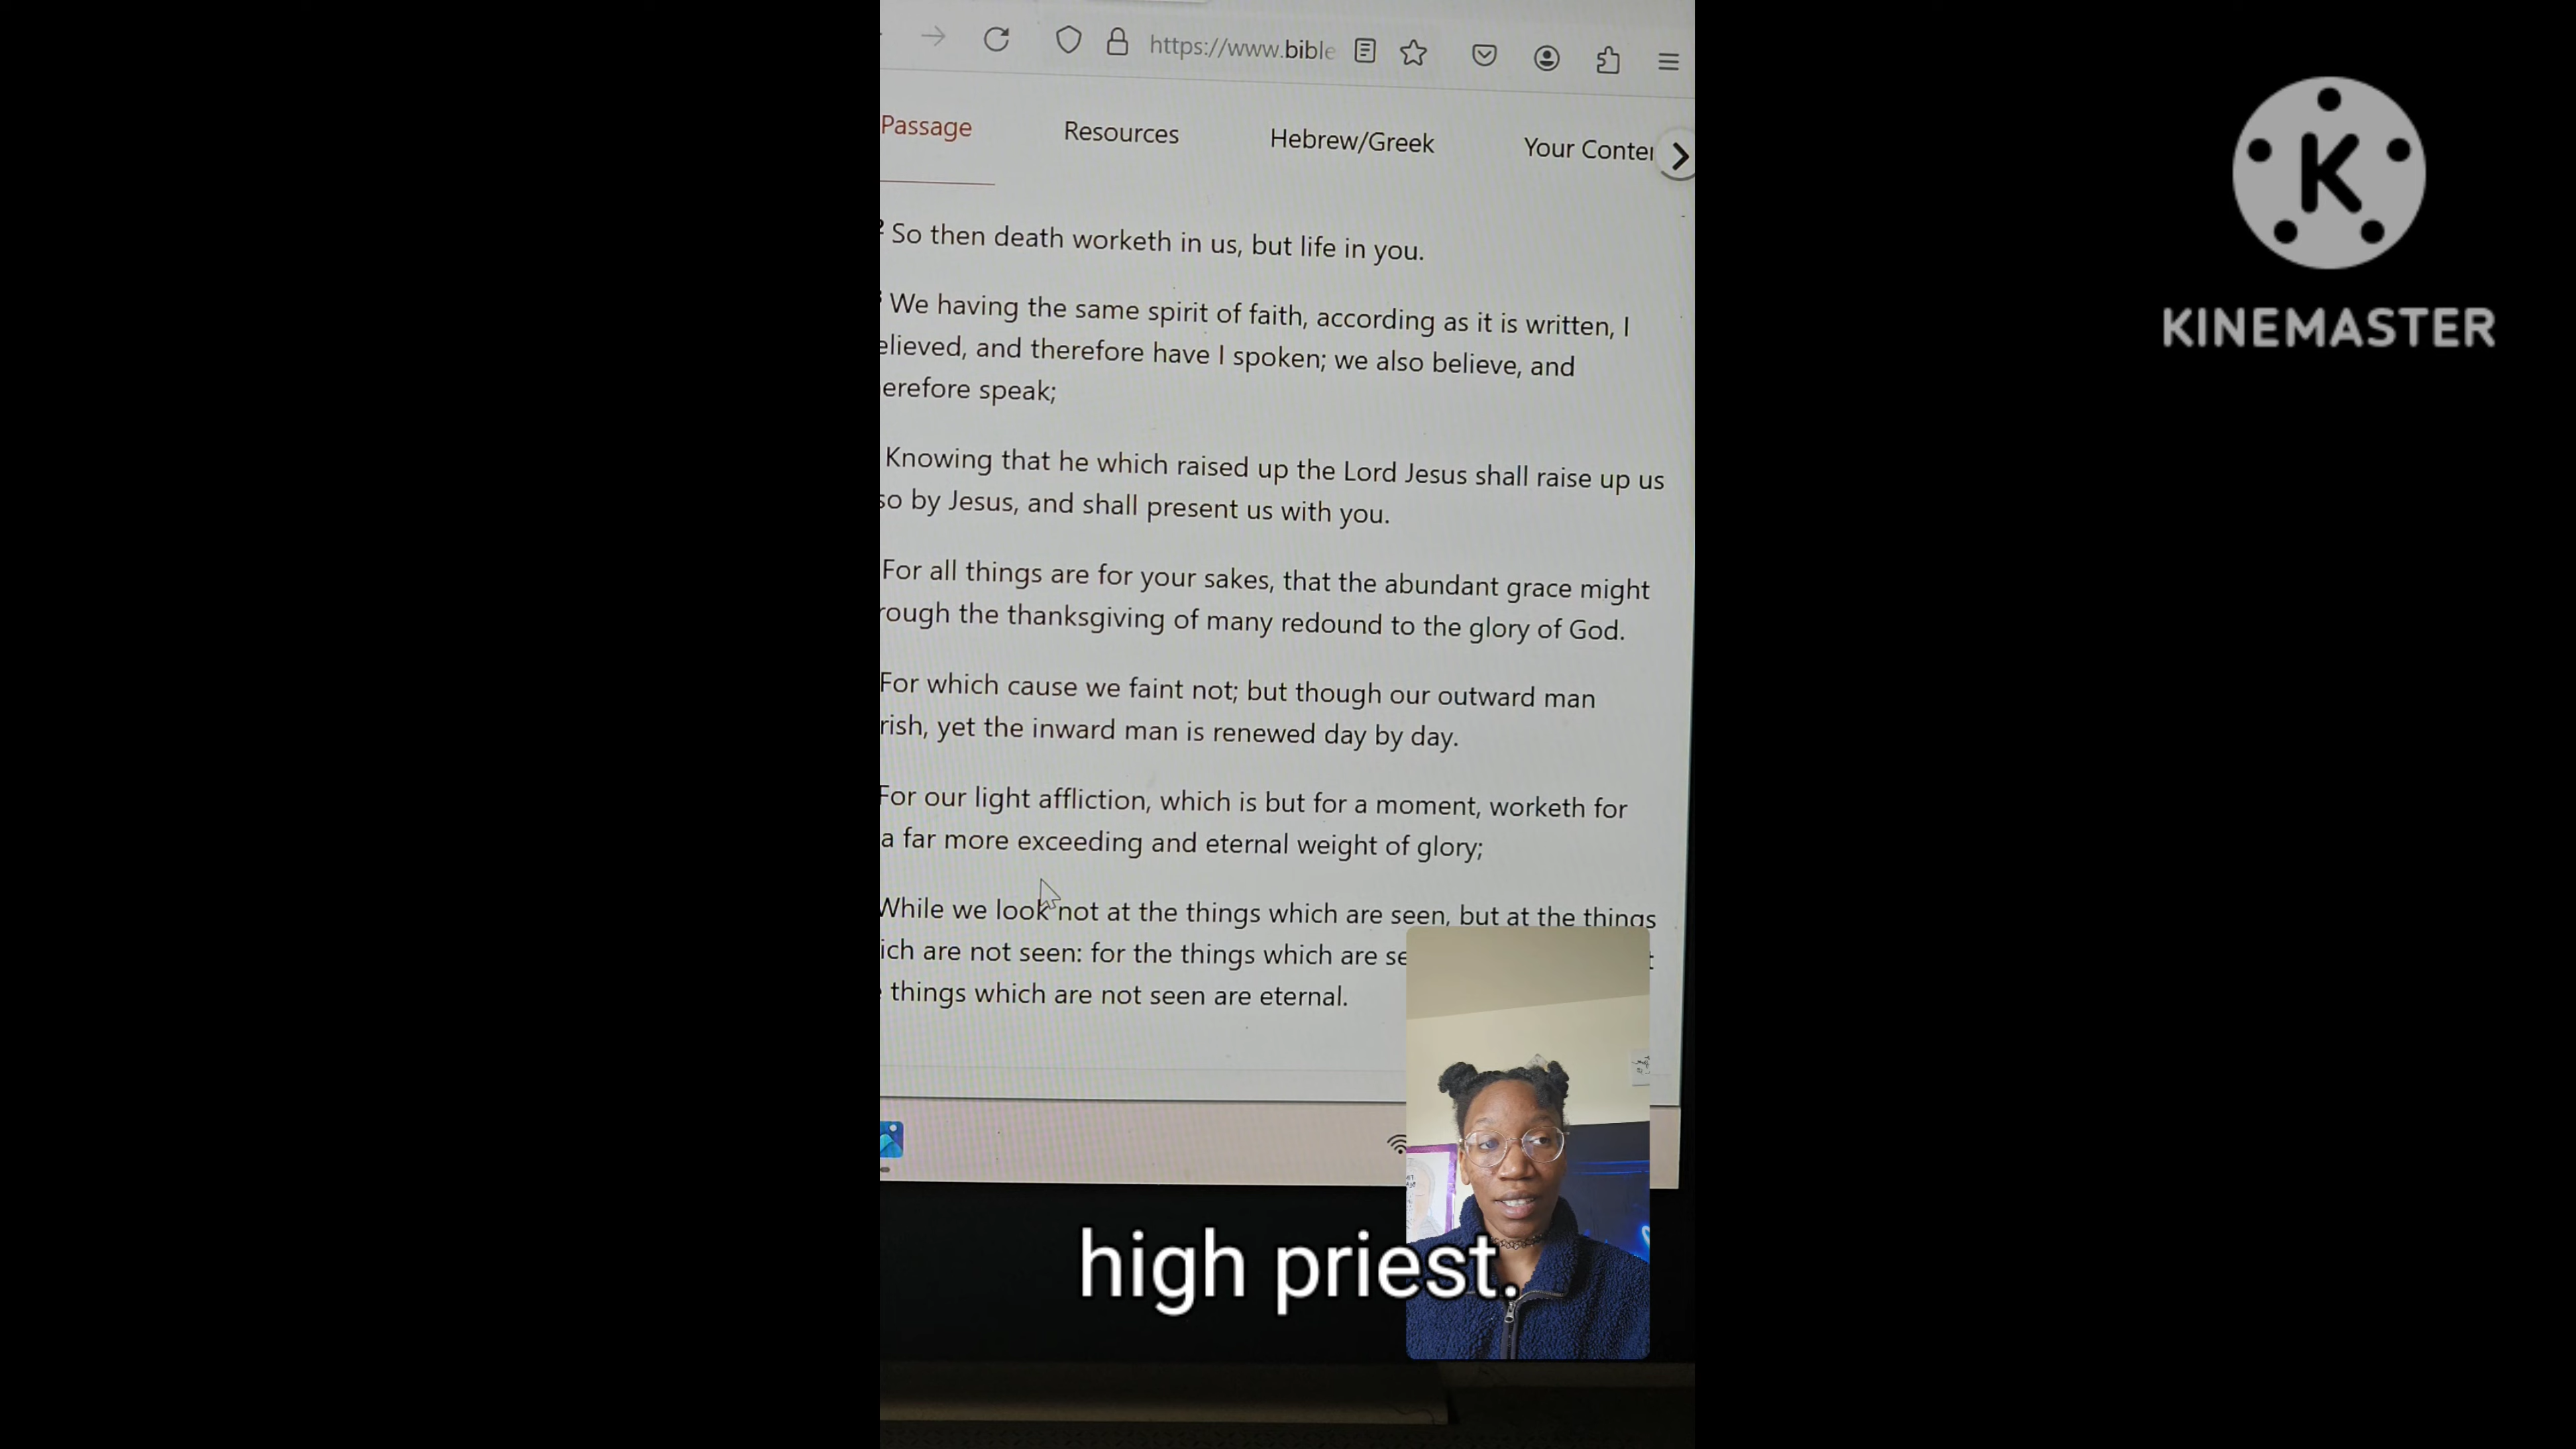 https://www.bible
Passage
Resources
Hebrew/Greek
Your Conte
K
KINEMASTER
2 So then death worketh in us, but life in you.
We having the same spirit of faith, according as it is written, I
elieved, and therefore have I spoken; we also believe, and
erefore speak;
Knowing that he which raised up the Lord Jesus shall raise up us
so by Jesus, and shall present us with you.
For all things are for your sakes, that the abundant grace might
rough the thanksgiving of many redound to the glory of God.
For which cause we faint not; but though our outward man
rish, yet the inward man is renewed day by day.
For our light affliction, which is but for a moment, worketh for
a far more exceeding and eternal weight of glory;
While we look not at the things which are seen, but at the things
ich are not seen: for the things which are se
things which are not seen are eternal.
high priest.